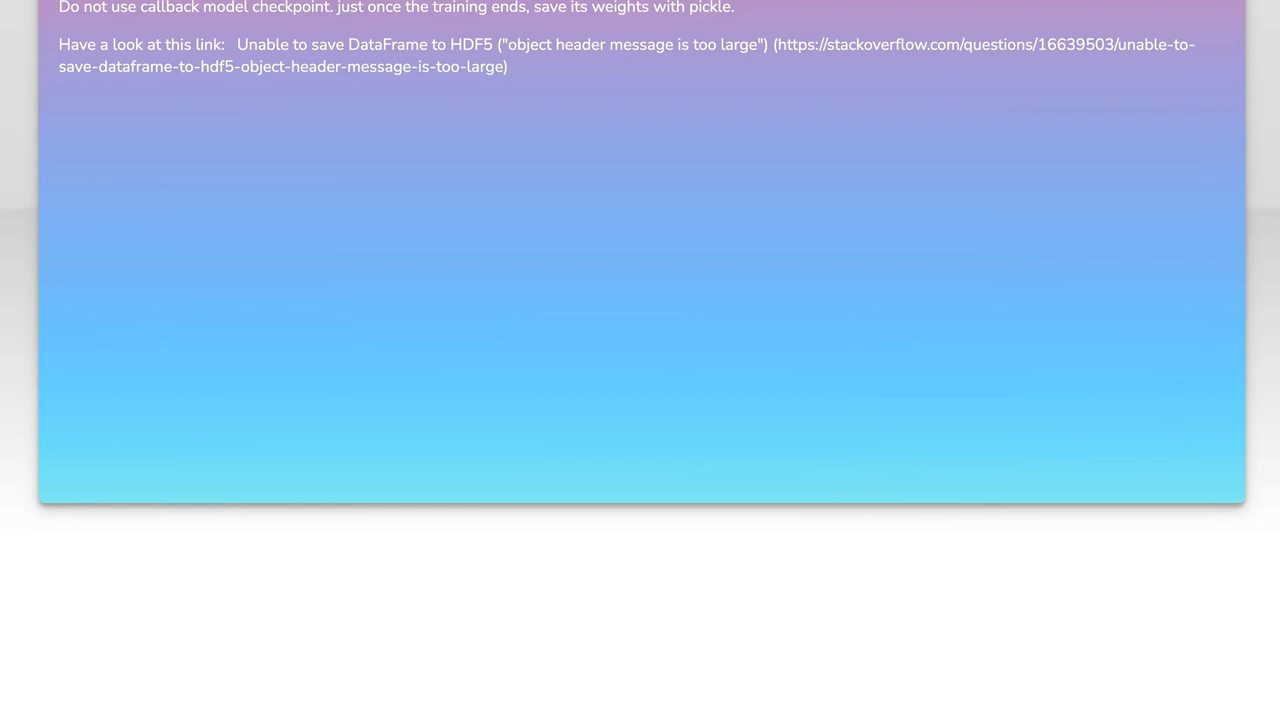 Do not use callback model checkpoint. just once the training ends, save its weights with pickle.
Have a look at this link:   Unable to save DataFrame to HDF5 ("object header message is too large") (https://stackoverflow.com/questions/16639503/unable-to-
save-dataframe-to-hdf5-object-header-message-is-too-large)